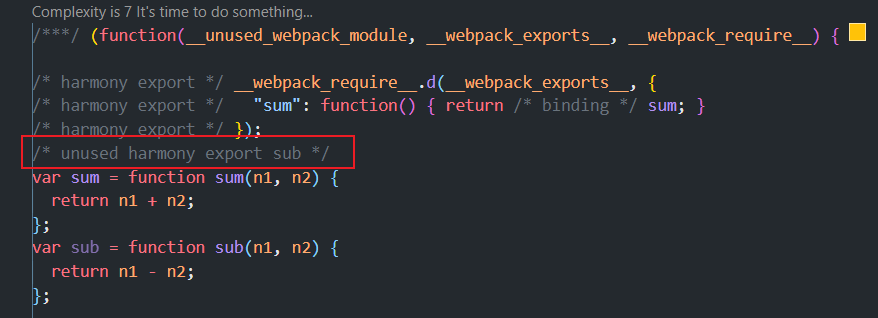 Complexity is 7 It's time to do something...
/***/ (function(__unused_webpack_module, __webpack_exports__, __webpack_require__) {
/* harmony export */ __webpack_require__.d(__webpack_exports__, {
/* harmony export */   "sum": function() { return /* binding */ sum; }
/* harmony export */ });
/* unused harmony export sub */
var sum = function sum(n1, n2) {
  return n1 + n2;
};
var sub = function sub(n1, n2) {
  return n1 - n2;
};